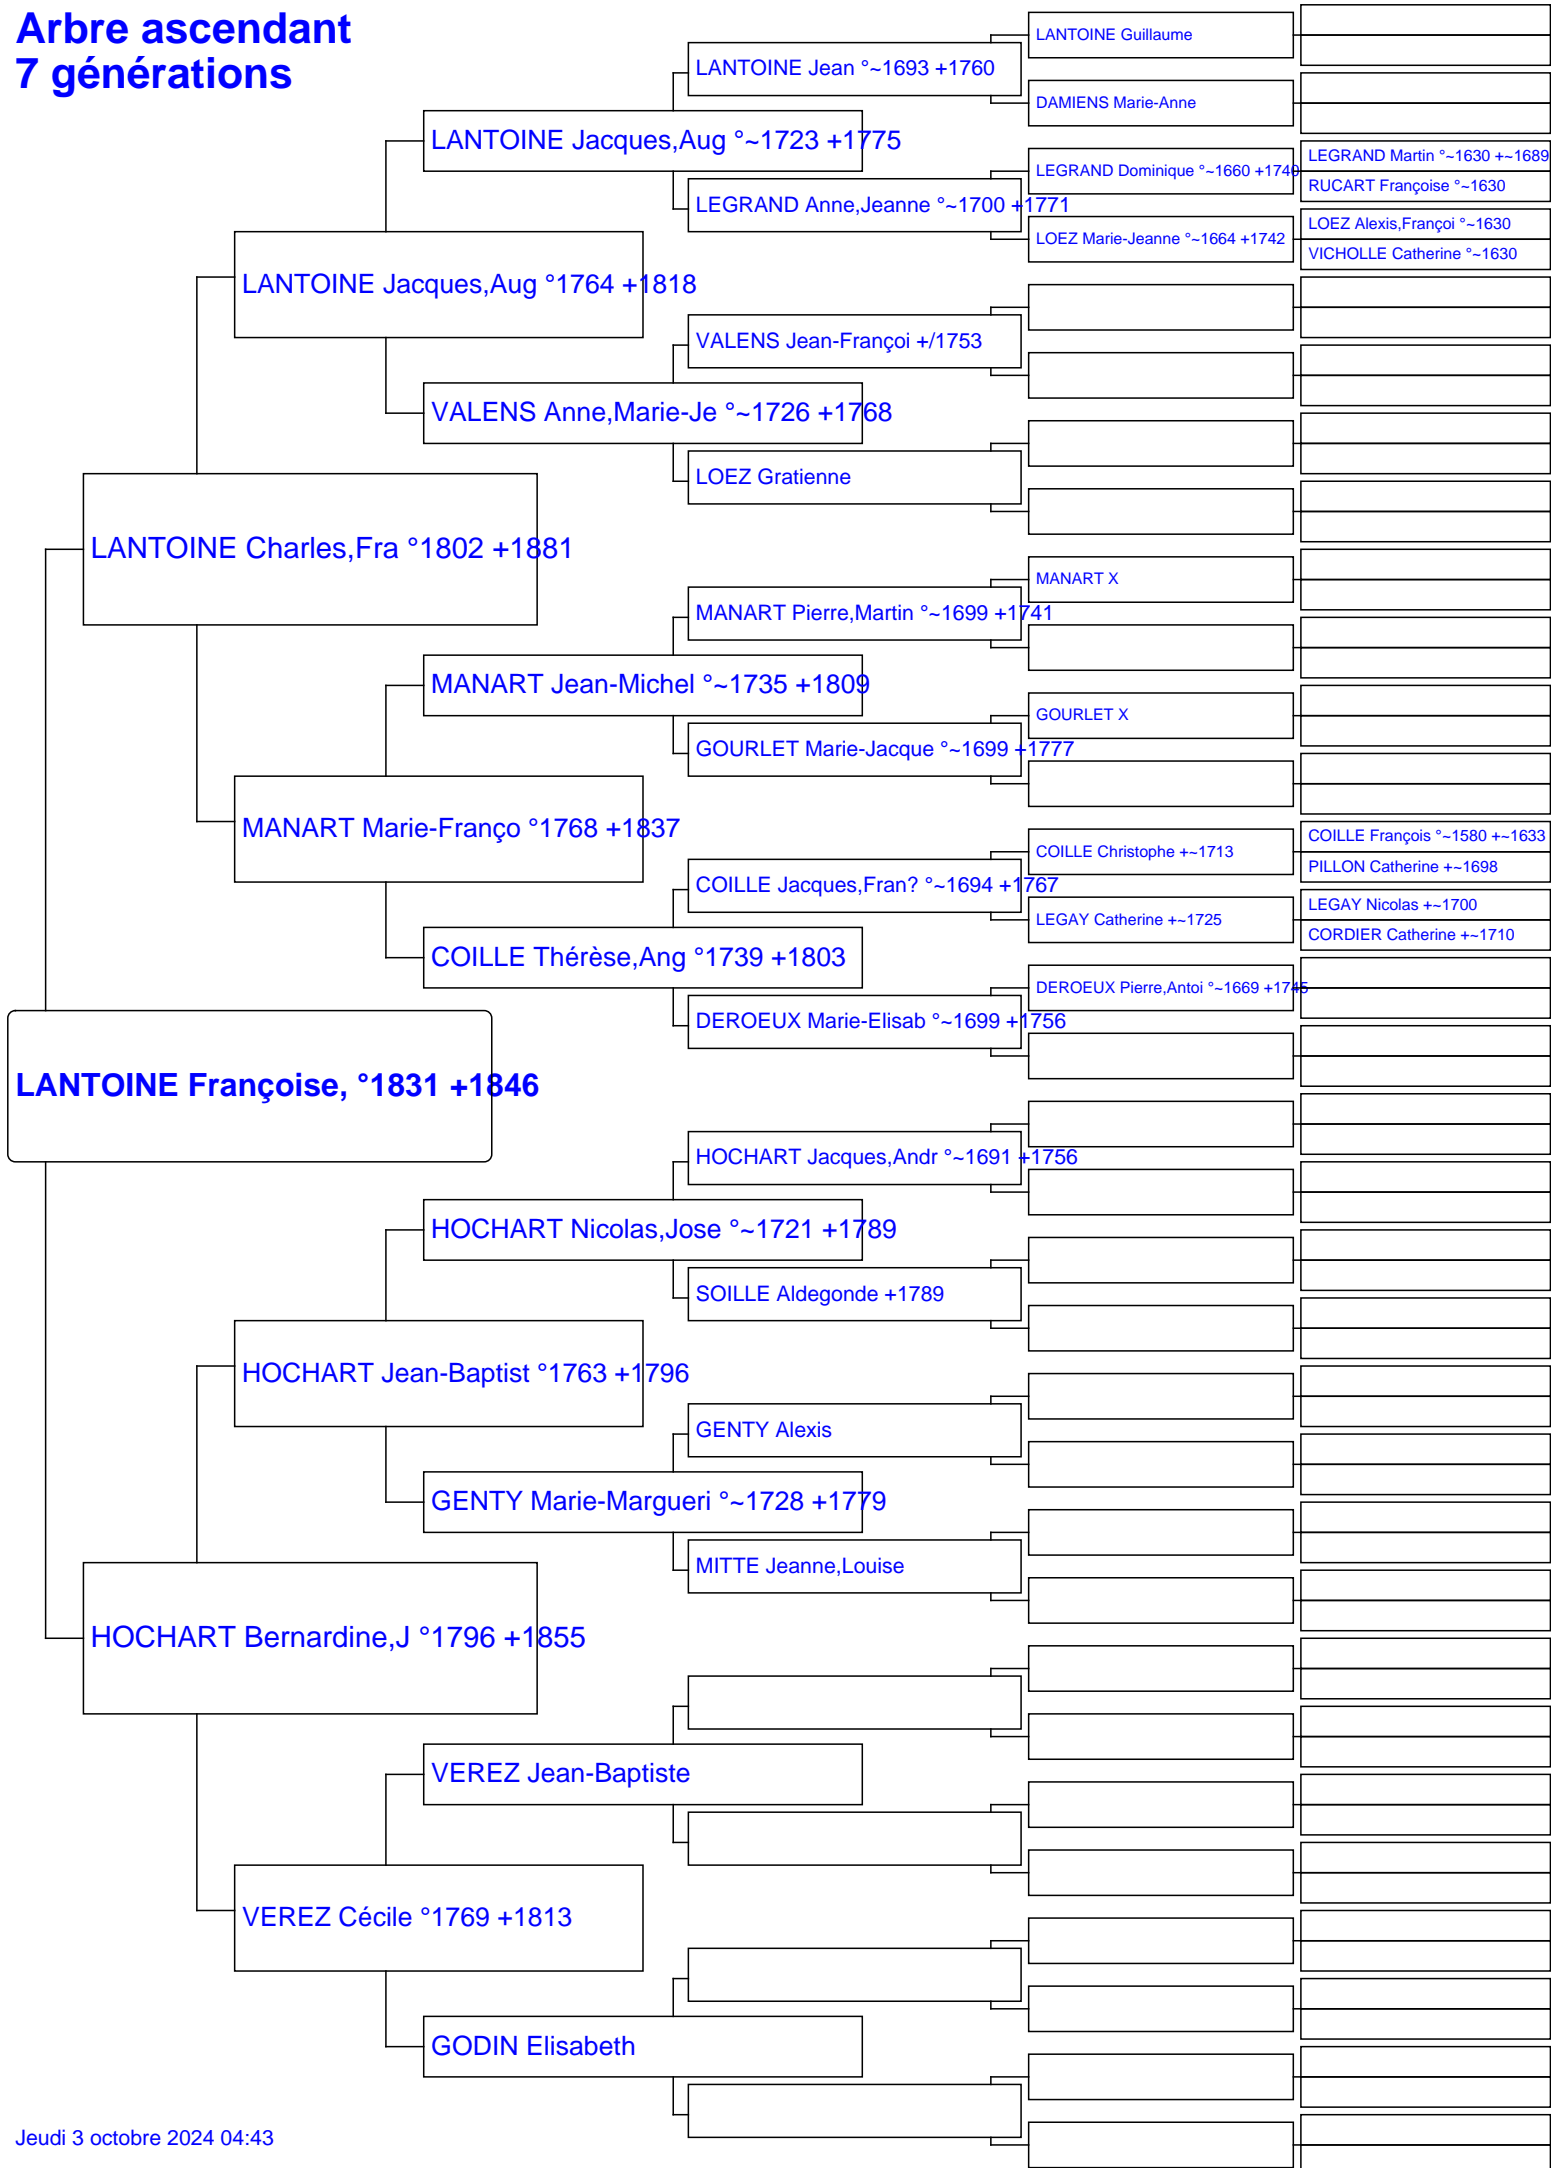 Arbre ascendant
7 générations
LANTOINE Guillaume
LANTOINE Jean °~1693 +1760
DAMIENS Marie-Anne
LANTOINE Jacques,Aug °~1723 +1775
LEGRAND Martin °~1630 +~1689
LEGRAND Dominique °~1660 +1740
RUCART Françoise °~1630
LEGRAND Anne,Jeanne °~1700 +1771
LOEZ Alexis,Françoi °~1630
LOEZ Marie-Jeanne °~1664 +1742
VICHOLLE Catherine °~1630
LANTOINE Jacques,Aug °1764 +1818
VALENS Jean-Françoi +/1753
VALENS Anne,Marie-Je °~1726 +1768
LOEZ Gratienne
LANTOINE Charles,Fra °1802 +1881
MANART X
MANART Pierre,Martin °~1699 +1741
MANART Jean-Michel °~1735 +1809
GOURLET X
GOURLET Marie-Jacque °~1699 +1777
MANART Marie-Franço °1768 +1837
COILLE François °~1580 +~1633
COILLE Christophe +~1713
PILLON Catherine +~1698
COILLE Jacques,Fran? °~1694 +1767
LEGAY Nicolas +~1700
LEGAY Catherine +~1725
CORDIER Catherine +~1710
COILLE Thérèse,Ang °1739 +1803
DEROEUX Pierre,Antoi °~1669 +1745
DEROEUX Marie-Elisab °~1699 +1756
LANTOINE Françoise, °1831 +1846
HOCHART Jacques,Andr °~1691 +1756
HOCHART Nicolas,Jose °~1721 +1789
SOILLE Aldegonde +1789
HOCHART Jean-Baptist °1763 +1796
GENTY Alexis
GENTY Marie-Margueri °~1728 +1779
MITTE Jeanne,Louise
HOCHART Bernardine,J °1796 +1855
VEREZ Jean-Baptiste
VEREZ Cécile °1769 +1813
GODIN Elisabeth
Jeudi 3 octobre 2024 04:43